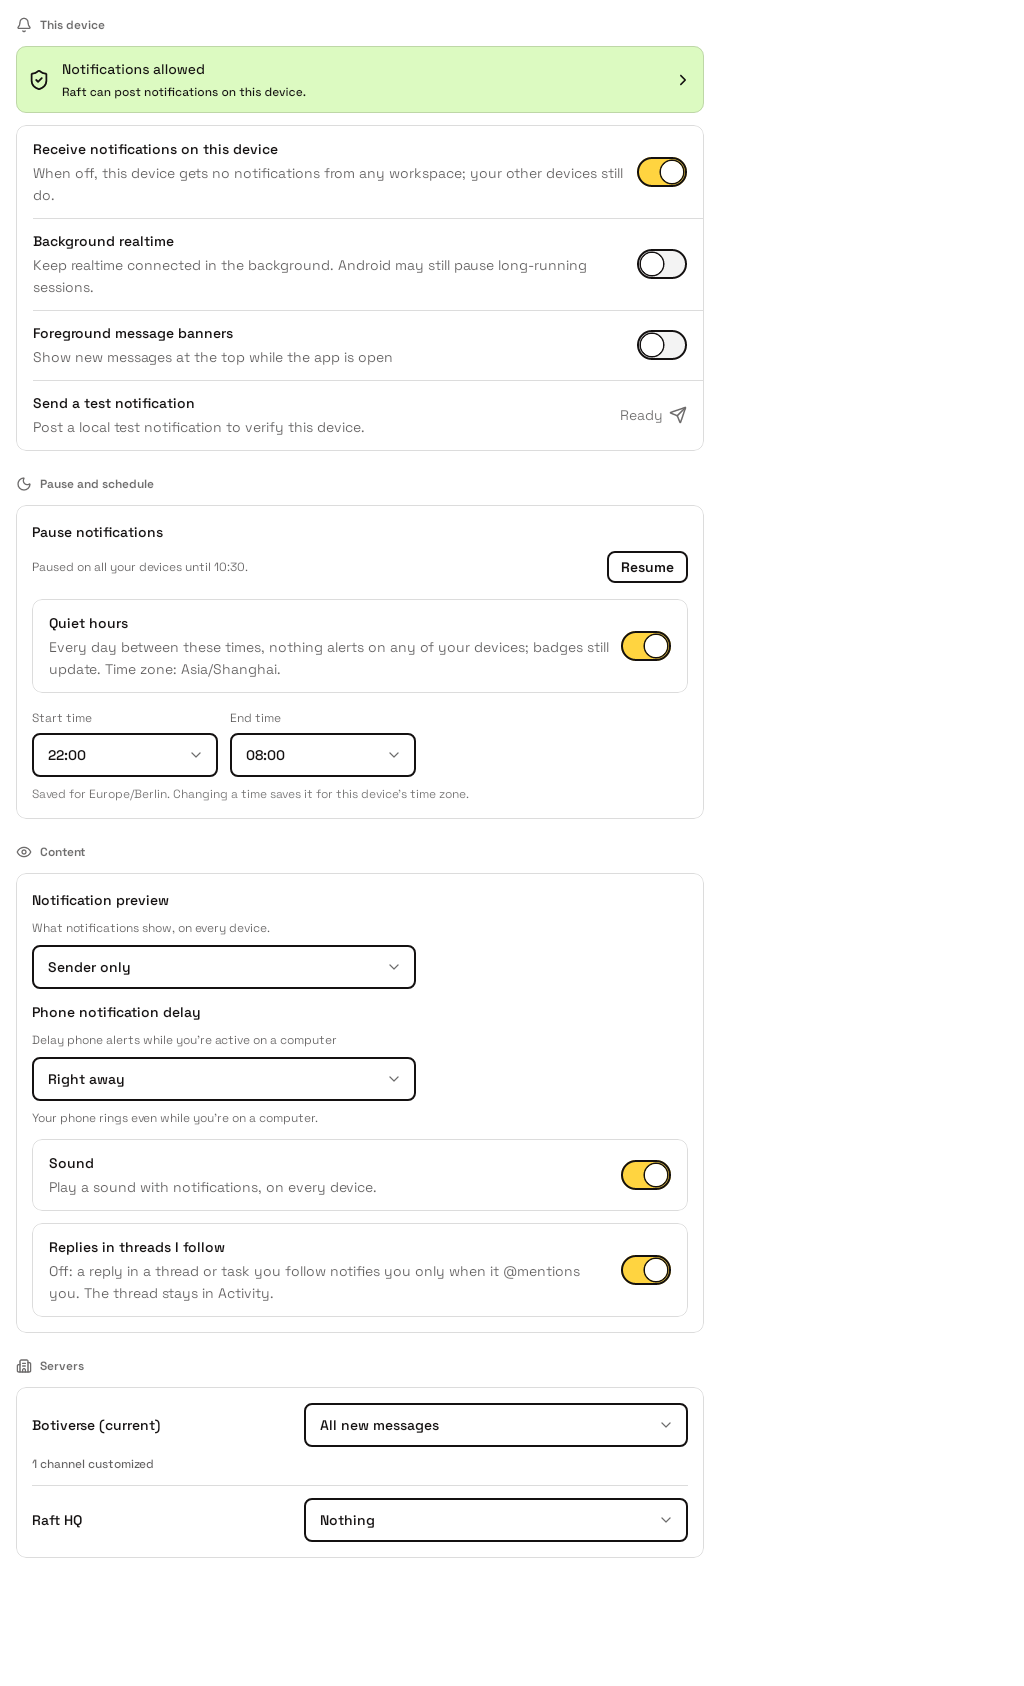 This device
Notifications allowed
Raft can post notifications on this device.
Receive notifications on this device
When off, this device gets no notifications from any workspace; your other devices still
do.
Background realtime
Keep realtime connected in the background. Android may still pause long-running
sessions.
Foreground message banners
Show new messages at the top while the app is open
Send a test notification
Post a local test notification to verify this device.
Ready
Pause and schedule
Pause notifications
Paused on all your devices until 10:30.
Resume
Quiet hours
Every day between these times, nothing alerts on any of your devices; badges still
update. Time zone: Asia/Shanghai.
Start time
End time
22:00
08:00
Saved for Europe/Berlin. Changing a time saves it for this device's time zone.
Content
Notification preview
What notifications show, on every device.
Sender only
Phone notification delay
Delay phone alerts while you're active on a computer
Right away
Your phone rings even while you're on a computer.
Sound
Play a sound with notifications, on every device.
Replies in threads I follow
Off: a reply in a thread or task you follow notifies you only when it @mentions
you. The thread stays in Activity.
Servers
Botiverse (current)
All new messages
1 channel customized
Raft HQ
Nothing